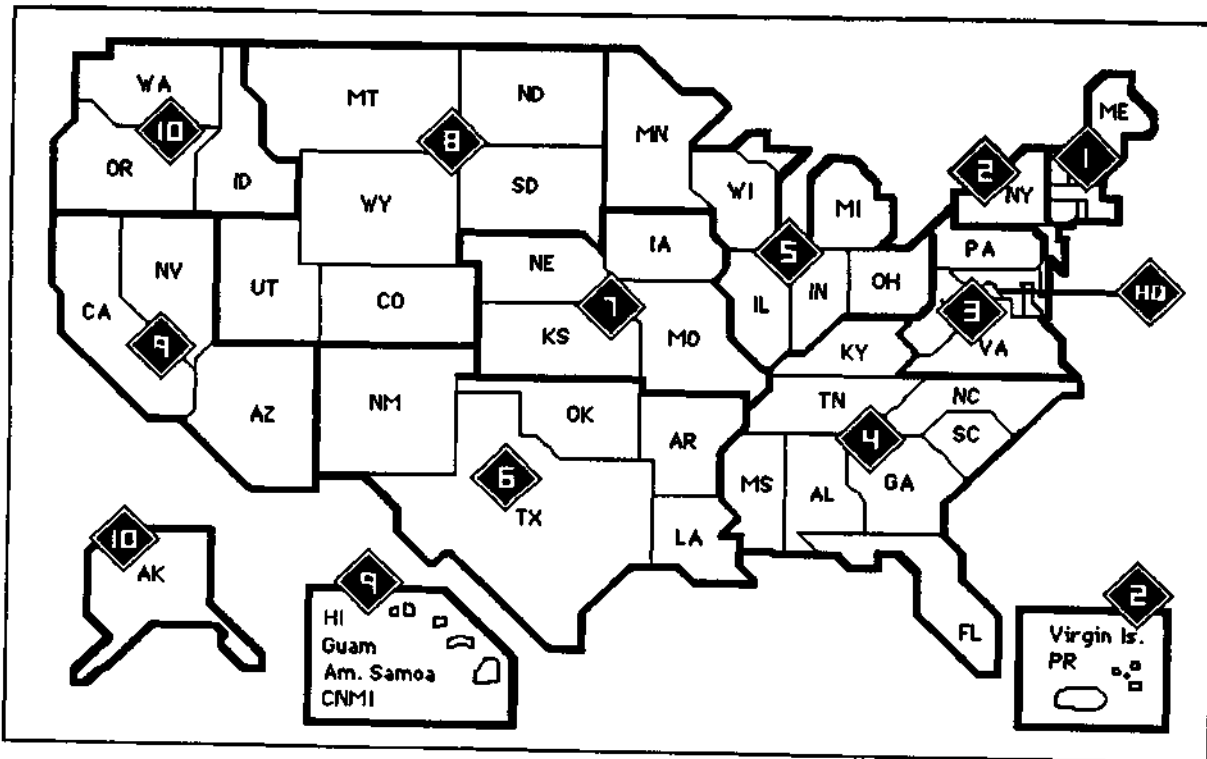 WA
MT
ND
MN
ME
10
8
1
OR
ID
WY
SD
WI
MI
2
NY
NV
UT
CO
NE
IA
5
PA
CA
9
KS
7
MO
IL
IN
OH
3
HQ
VA
KY
AZ
NM
OK
AR
TN
NC
4
SC
6
TX
LA
MS
AL
GA
FL
10
AK
9
HI
Guam
Am. Samoa
CNMI
2
Virgin Is.
PR